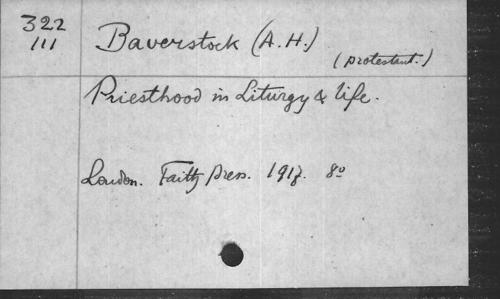 322
111
Baverstock (A.H.)
(Protestant.)
Priesthood in Liturgy & life.
London. Faith Press. 1917. 8º